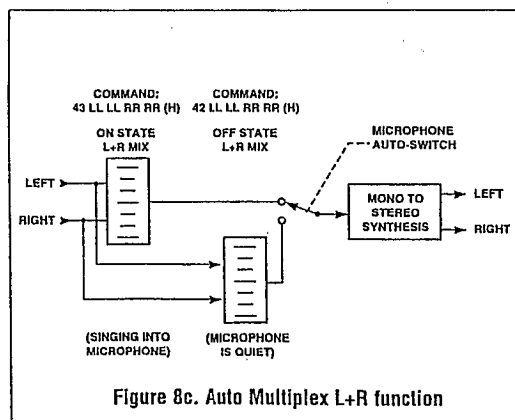 COMMAND:
43 LL LL RR RR (H)
COMMAND:
42 LL LL RR RR (H)
ON STATE
L+R MIX
OFF STATE
L+R MIX
MICROPHONE
AUTO-SWITCH
LEFT
RIGHT
MONO TO
STEREO
SYNTHESIS
LEFT
RIGHT
(SINGING INTO
MICROPHONE)
(MICROPHONE
IS QUIET)
Figure 8c. Auto Multiplex L+R function